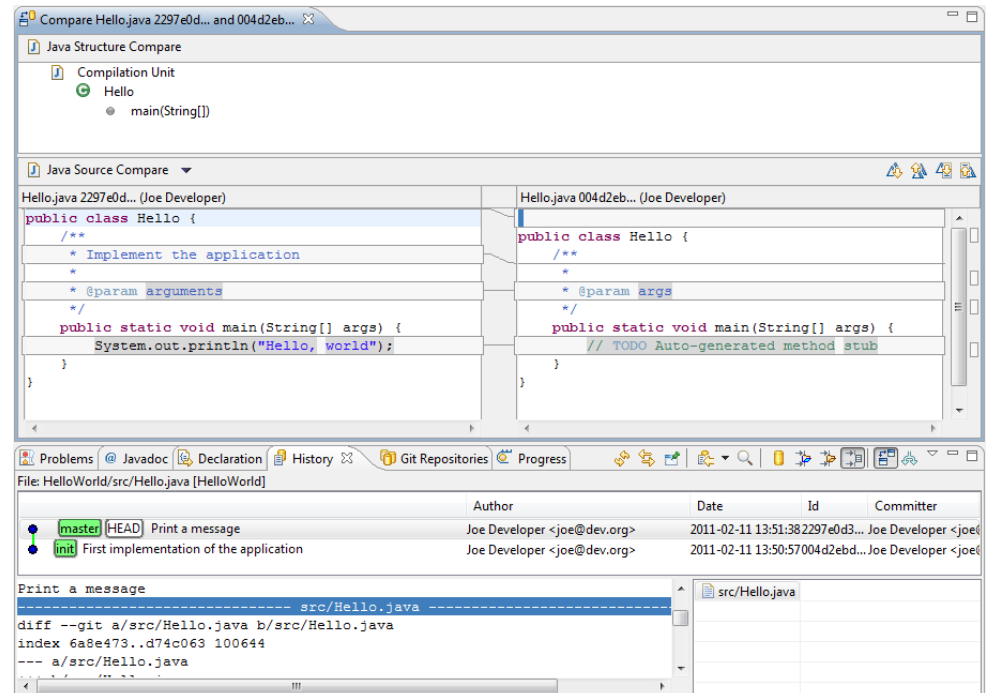 Compare Hello.java 2297e0d... and 004d2eb...
Java Structure Compare
Compilation Unit
Hello
main(String[])
Java Source Compare
Hello.java 2297e0d... (Joe Developer)
public class Hello {
/**
* Implement the application
*
* @param arguments
*/
public static void main(String[] args) {
System.out.println("Hello, world");
}
}
Hello.java 004d2eb... (Joe Developer)
public class Hello {
/**
*
* @param args
*/
public static void main(String[] args) {
// TODO Auto-generated method stub
}
}
Problems @ Javadoc Declaration History Git Repositories Progress
File: HelloWorld/src/Hello.java [HelloWorld]
Author Date Id Committer
master HEAD Print a message Joe Developer <joe@dev.org> 2011-02-11 13:51:38 2297e0d3... Joe Developer <joe(
init First implementation of the application Joe Developer <joe@dev.org> 2011-02-11 13:50:57 004d2ebd... Joe Developer <joe(
Print a message
-------------------------------- src/Hello.java -----------------------------
diff --git a/src/Hello.java b/src/Hello.java
index 6a8e473..d74c063 100644
--- a/src/Hello.java
src/Hello.java